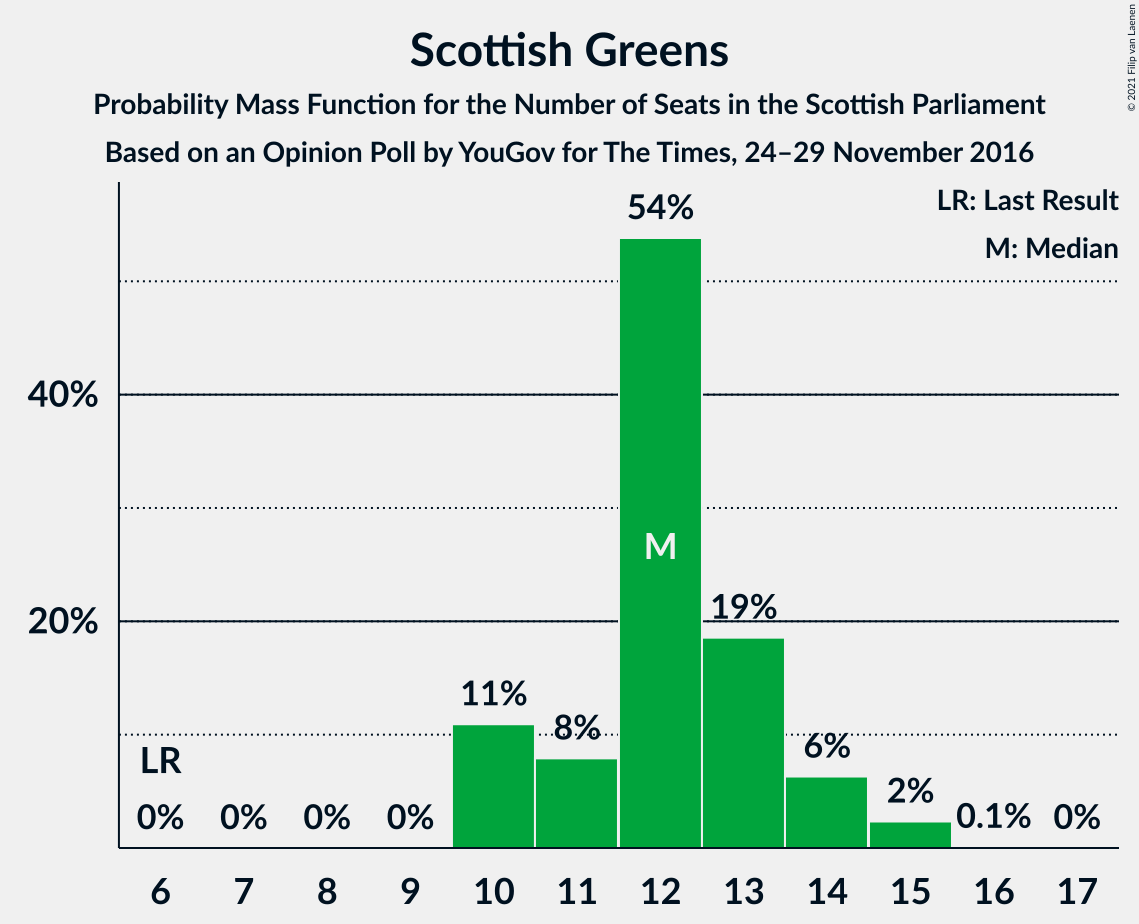 Scottish Greens
Probability Mass Function for the Number of Seats in the Scottish Parliament
Based on an Opinion Poll by YouGov for The Times, 24–29 November 2016
© 2021 Filip van Laenen
LR: Last Result
M: Median
54%
40%
M
20%
19%
11%
8%
6%
LR
2%
0% 0% 0% 0% 0.1% 0%
6 7 8 9 10 11 12 13 14 15 16 17